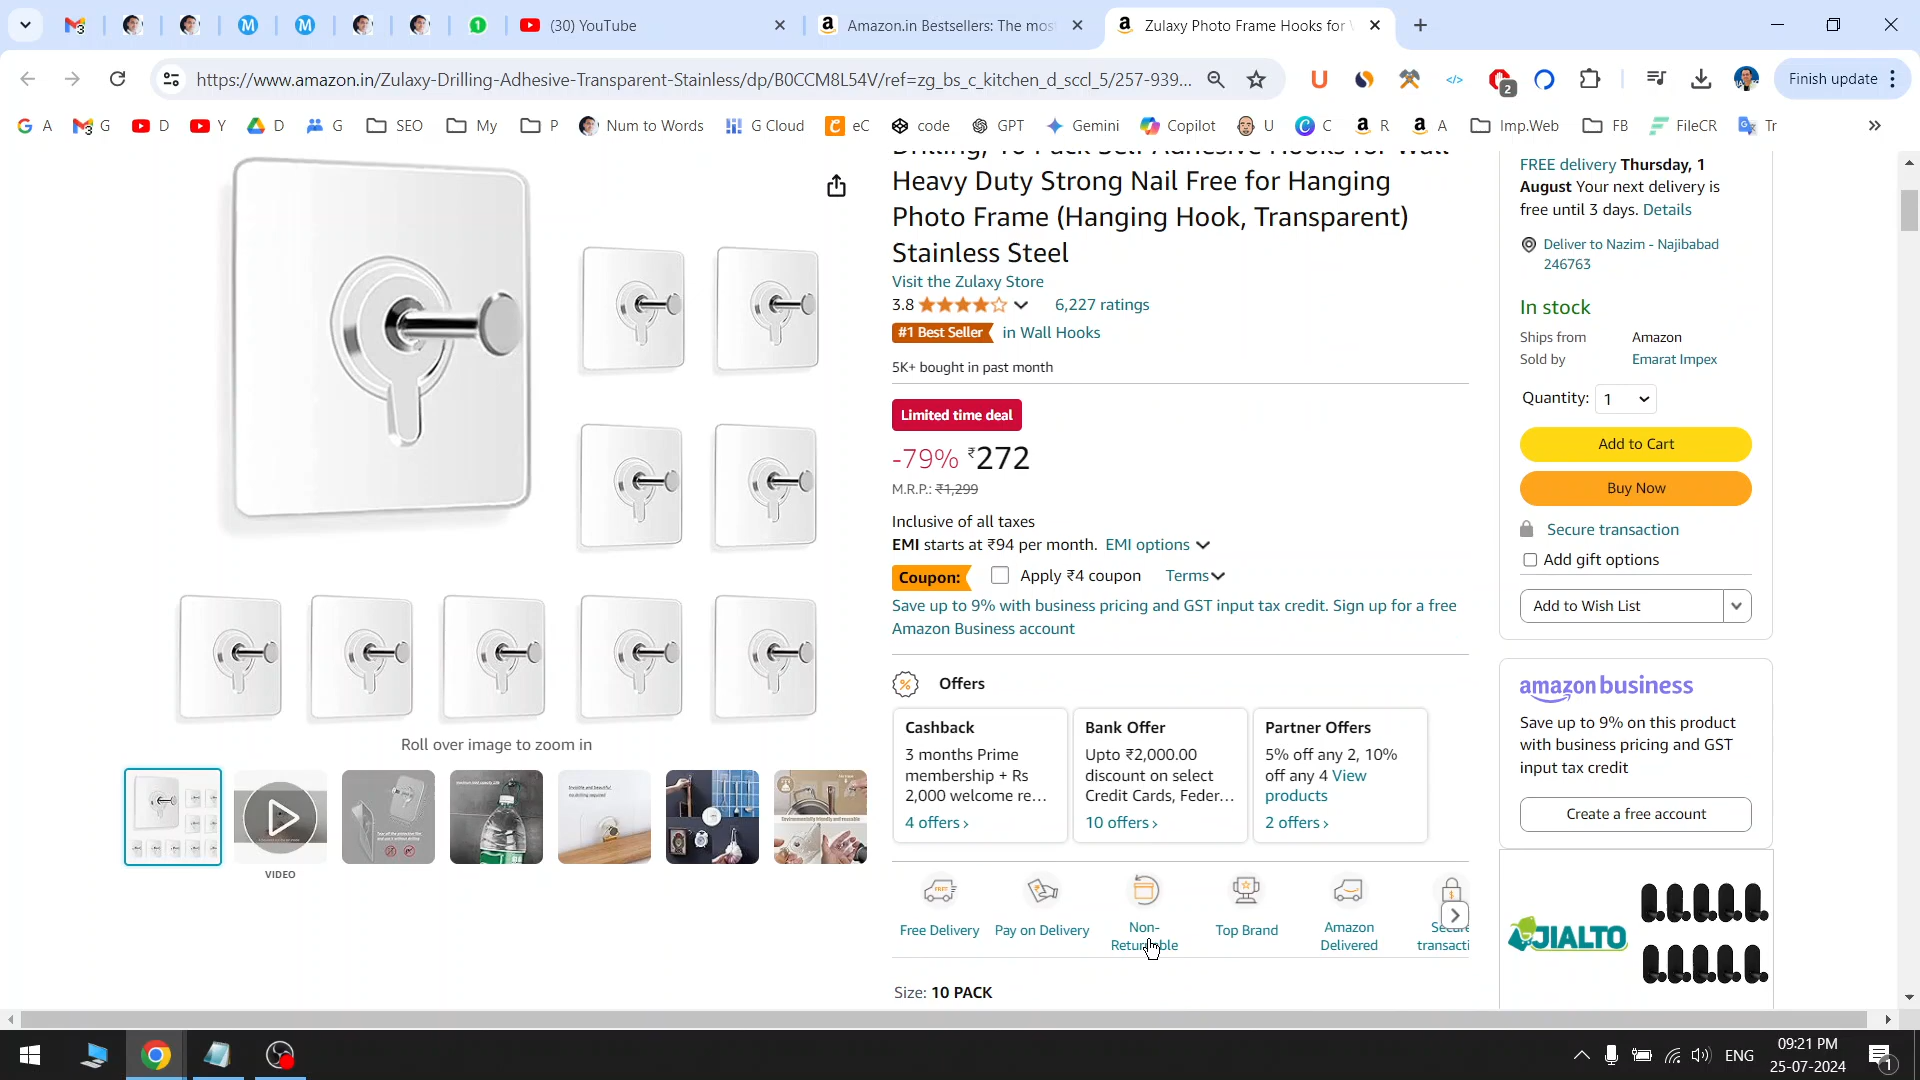 (30) YouTube
Amazon.in Bestsellers: The mos
Zulaxy Photo Frame Hooks for
https://www.amazon.in/Zulaxy-Drilling-Adhesive-Transparent-Stainless/dp/B0CCM8L54V/ref=zg_bs_c_kitchen_d_sccl_5/257-939...
2
Finish update
A
G
D
Y
D
G
SEO
My
P
Num to Words
G Cloud
eC
code
GPT
Gemini
Copilot
U
C
R
A
Imp.Web
FB
FileCR
Tr
Drilling, 10 Pack Self Adhesive Hooks for Wall
Heavy Duty Strong Nail Free for Hanging
Photo Frame (Hanging Hook, Transparent)
Stainless Steel
Visit the Zulaxy Store
3.8
6,227 ratings
#1 Best Seller in Wall Hooks
5K+ bought in past month
Limited time deal
-79% ₹272
M.R.P.: ₹1,299
Inclusive of all taxes
EMI starts at ₹94 per month. EMI options
Coupon: Apply ₹4 coupon Terms
Save up to 9% with business pricing and GST input tax credit. Sign up for a free
Amazon Business account
Offers
Cashback
3 months Prime
membership + Rs
2,000 welcome re...
4 offers ›
Bank Offer
Upto ₹2,000.00
discount on select
Credit Cards, Feder...
10 offers ›
Partner Offers
5% off any 2, 10%
off any 4 View
products
2 offers ›
Free Delivery
Pay on Delivery
Non-
Returnable
Top Brand
Amazon
Delivered
Secure
transacti
Size: 10 PACK
Roll over image to zoom in
VIDEO
FREE delivery Thursday, 1
August Your next delivery is
free until 3 days. Details
Deliver to Nazim - Najibabad
246763
In stock
Ships from Amazon
Sold by Emarat Impex
Quantity: 1
Add to Cart
Buy Now
Secure transaction
Add gift options
Add to Wish List
amazon business
Save up to 9% on this product
with business pricing and GST
input tax credit
Create a free account
JIALTO
ENG
09:21 PM
25-07-2024
1